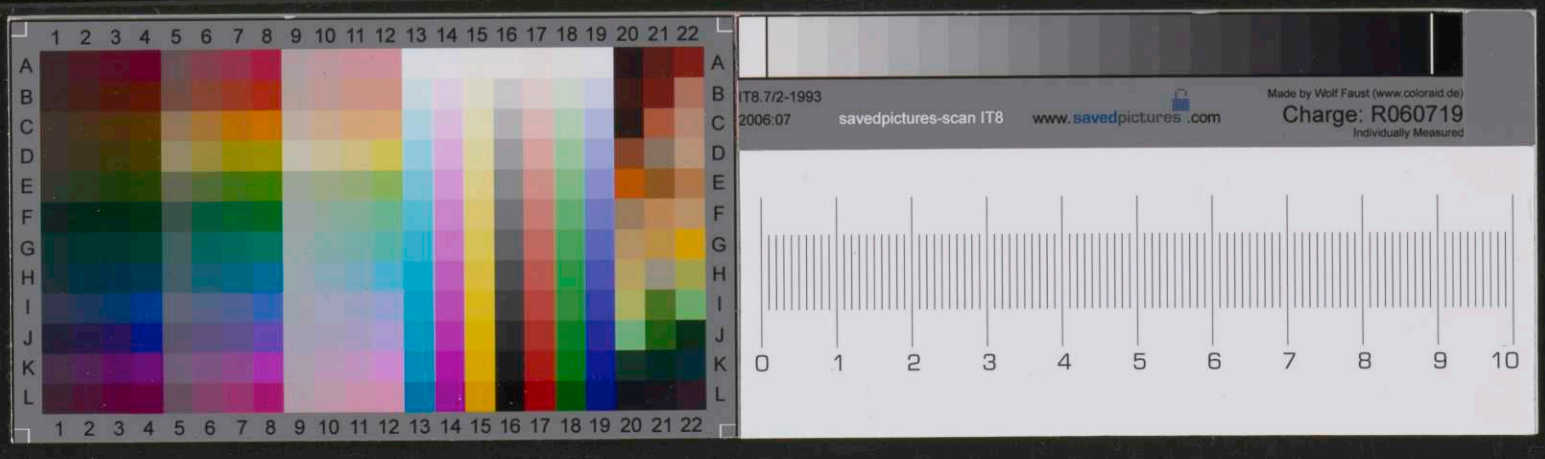 1 2 3 4 5 6 7 8 9 10 11 12 13 14 15 16 17 18 19 20 21 22
A A
B B
C C
D D
E E
F F
G G
H H
I I
J J
K K
L L
1 2 3 4 5 6 7 8 9 10 11 12 13 14 15 16 17 18 19 20 21 22
IT8.7/2-1993
2006:07
savedpictures-scan IT8
www.savedpictures.com
Made by Wolf Faust (www.coloraid.de)
Charge: R060719
Individually Measured
0 1 2 3 4 5 6 7 8 9 10